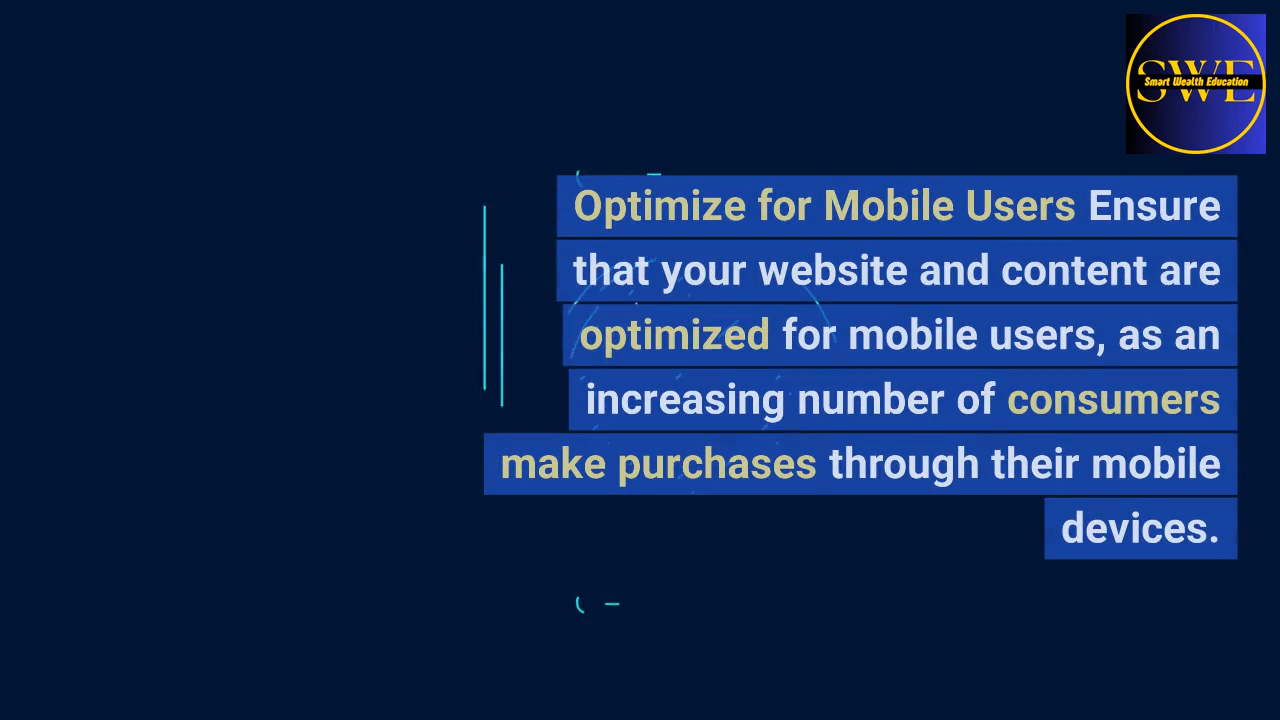 SWE
Smart Wealth Education
Optimize for Mobile Users Ensure
that your website and content are
optimized for mobile users, as an
increasing number of consumers
make purchases through their mobile
devices.